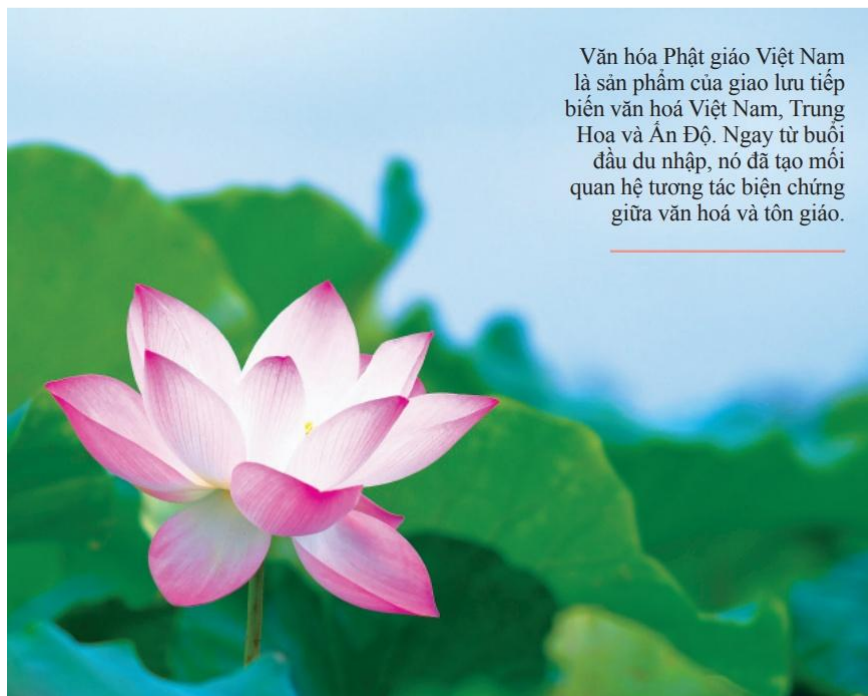 Văn hóa Phật giáo Việt Nam
là sản phẩm của giao lưu tiếp
biến văn hoá Việt Nam, Trung
Hoa và Ấn Độ. Ngay từ buổi
đầu du nhập, nó đã tạo mối
quan hệ tương tác biện chứng
giữa văn hoá và tôn giáo.